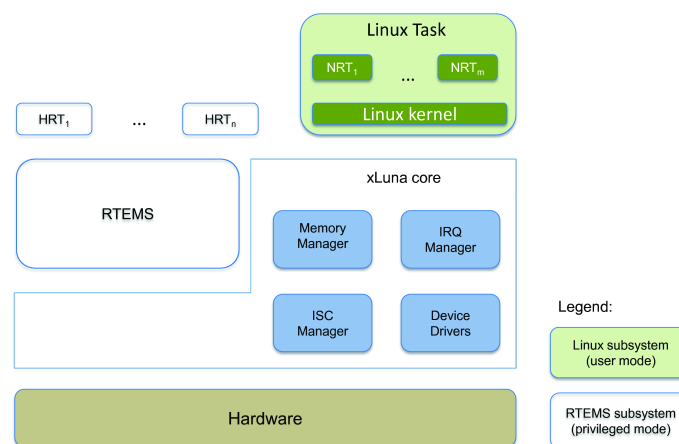 Linux Task
NRT₁ ... NRTₘ
Linux kernel
HRT₁ ... HRTₙ
RTEMS
xLuna core
Memory
Manager
IRQ
Manager
ISC
Manager
Device
Drivers
Hardware
Legend:
Linux subsystem
(user mode)
RTEMS subsystem
(privileged mode)